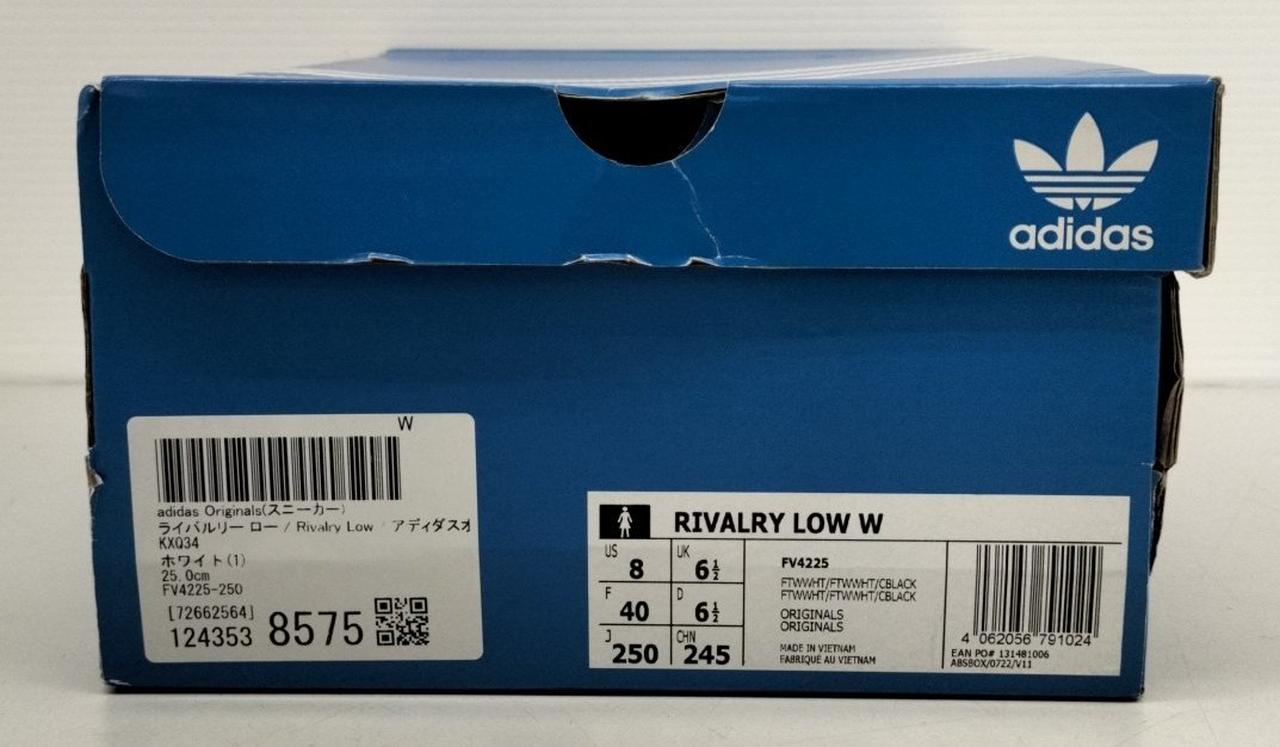 adidas
W
adidas Originals(スニーカー)
ライバルリー ロー / Rivalry Low / アディダスオ
KXQ34
ホワイト(1)
25.0cm
FV4225-250
[72662564]
124353 8575
RIVALRY LOW W
US 8 UK 6½
F 40 D 6½
J 250 CHN 245
FV4225
FTWWHT/FTWWHT/CBLACK
FTWWHT/FTWWHT/CBLACK
ORIGINALS
ORIGINALS
MADE IN VIETNAM
FABRIQUÉ AU VIETNAM
4 062056 791024
EAN PO# 131481006
ABSBOX/0722/V11